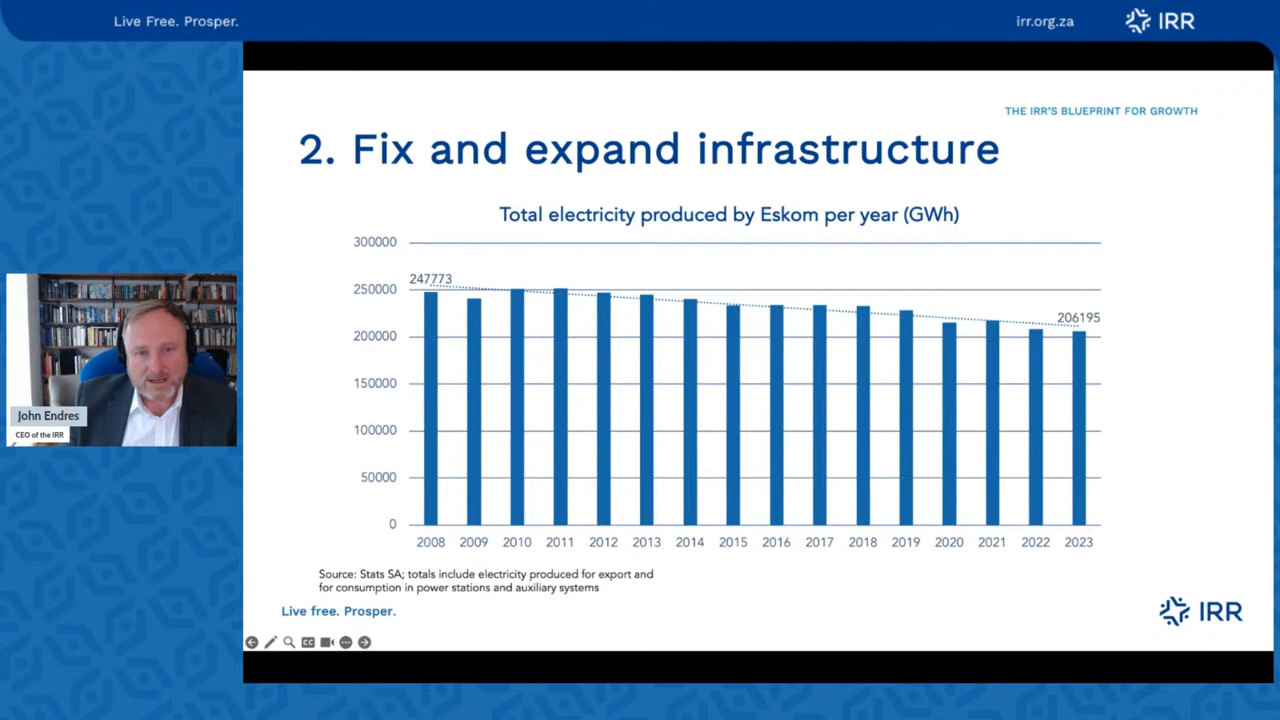 Live Free. Prosper.
irr.org.za
IRR
THE IRR'S BLUEPRINT FOR GROWTH
2. Fix and expand infrastructure
Total electricity produced by Eskom per year (GWh)
300000
250000
200000
150000
100000
50000
0
247773
206195
2008 2009 2010 2011 2012 2013 2014 2015 2016 2017 2018 2019 2020 2021 2022 2023
Source: Stats SA; totals include electricity produced for export and
for consumption in power stations and auxiliary systems
Live free. Prosper.
IRR
CC
John Endres
CEO of the IRR